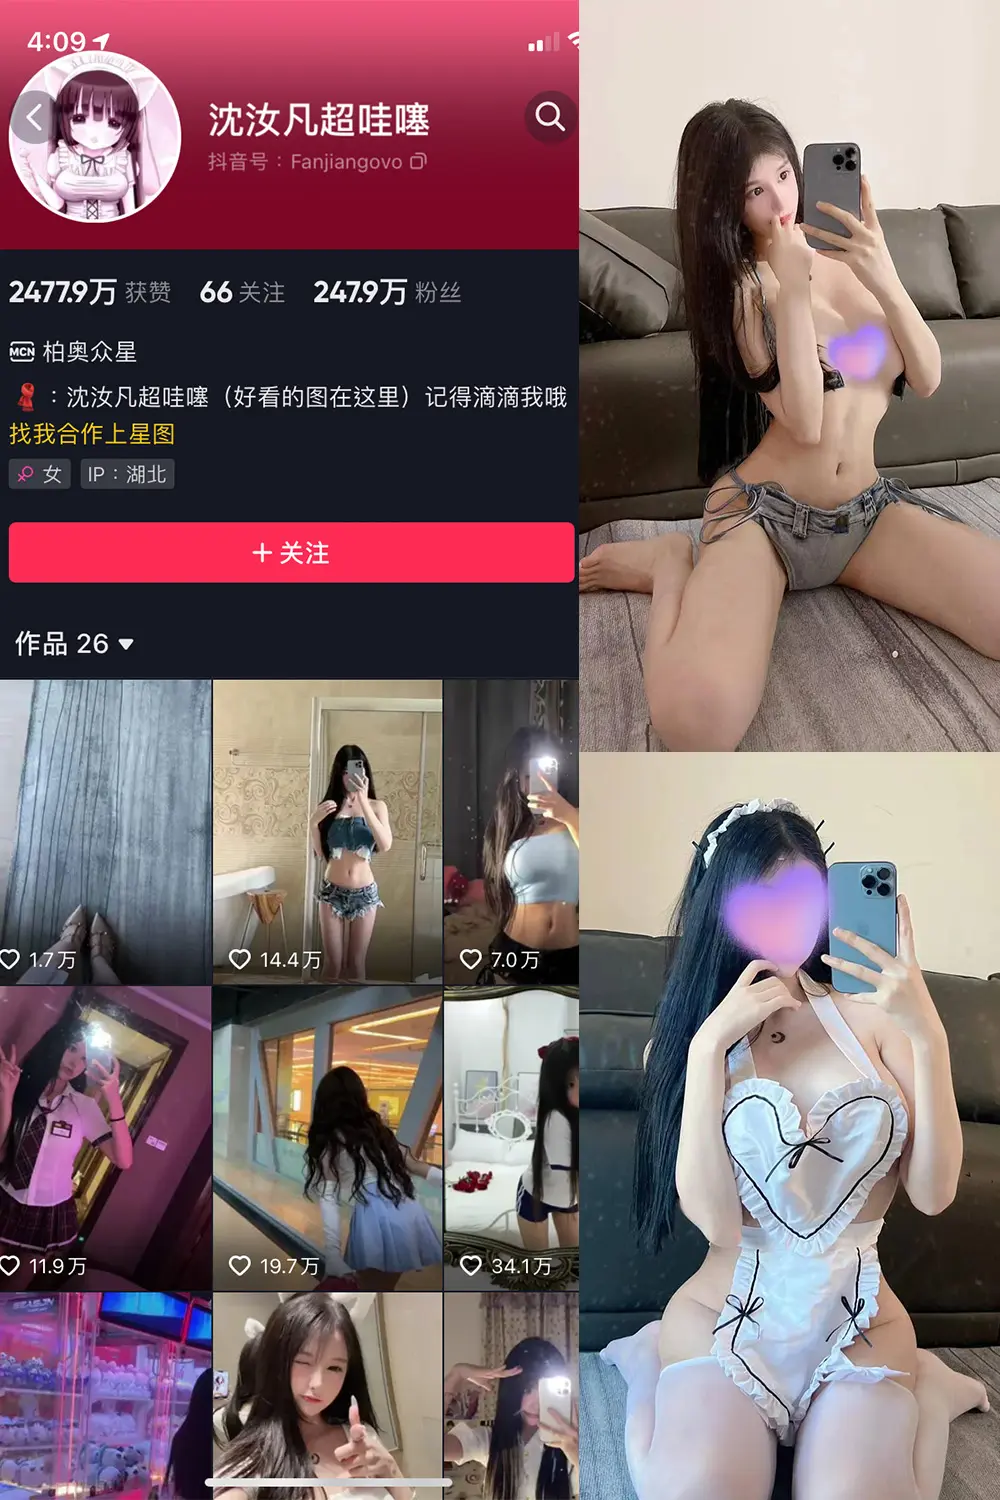 4:09
沈汝凡超哇噻
抖音号：Fanjiangovo
2477.9万 获赞 66 关注 247.9万 粉丝
MCN 柏奥众星
：沈汝凡超哇噻（好看的图在这里）记得滴滴我哦
找我合作上星图
女 IP：湖北
+ 关注
作品 26
1.7万 14.4万 7.0万
11.9万 19.7万 34.1万